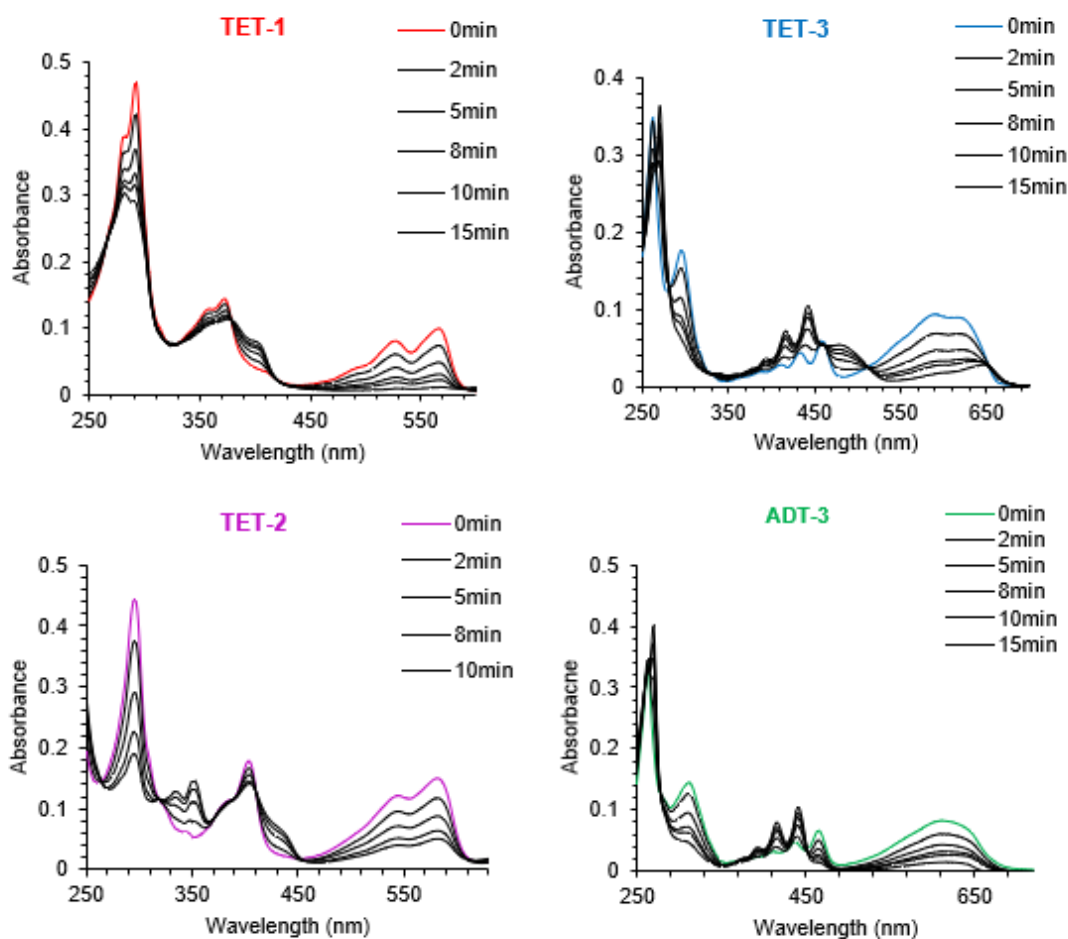 TET-1
0min
2min
5min
8min
10min
15min
0.5
0.4
0.3
0.2
0.1
0
Absorbance
250 350 450 550
Wavelength (nm)
TET-3
0min
2min
5min
8min
10min
15min
0.4
0.3
0.2
0.1
0
Absorbance
250 350 450 550 650
Wavelength (nm)
TET-2
0min
2min
5min
8min
10min
0.5
0.4
0.3
0.2
0.1
0
Absorbance
250 350 450 550
Wavelength (nm)
ADT-3
0min
2min
5min
8min
10min
15min
0.5
0.4
0.3
0.2
0.1
0
Absorbacne
250 450 650
Wavelength (nm)